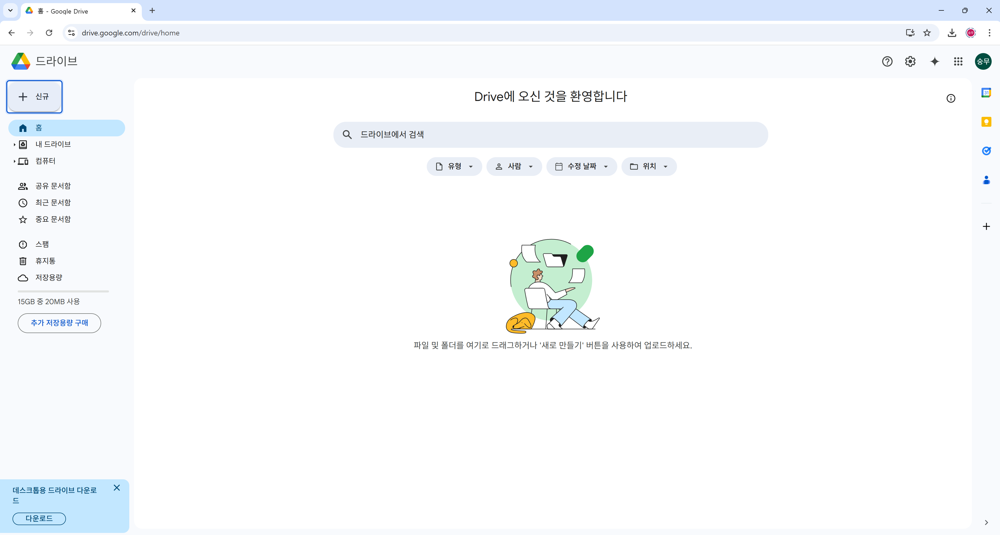 홈 - Google Drive
drive.google.com/drive/home
숭무
드라이브
숭무
신규
홈
내 드라이브
컴퓨터
공유 문서함
최근 문서함
중요 문서함
스팸
휴지통
저장용량
15GB 중 20MB 사용
추가 저장용량 구매
Drive에 오신 것을 환영합니다
드라이브에서 검색
유형
사람
수정 날짜
위치
파일 및 폴더를 여기로 드래그하거나 '새로 만들기' 버튼을 사용하여 업로드하세요.
31
데스크톱용 드라이브 다운로
드
다운로드